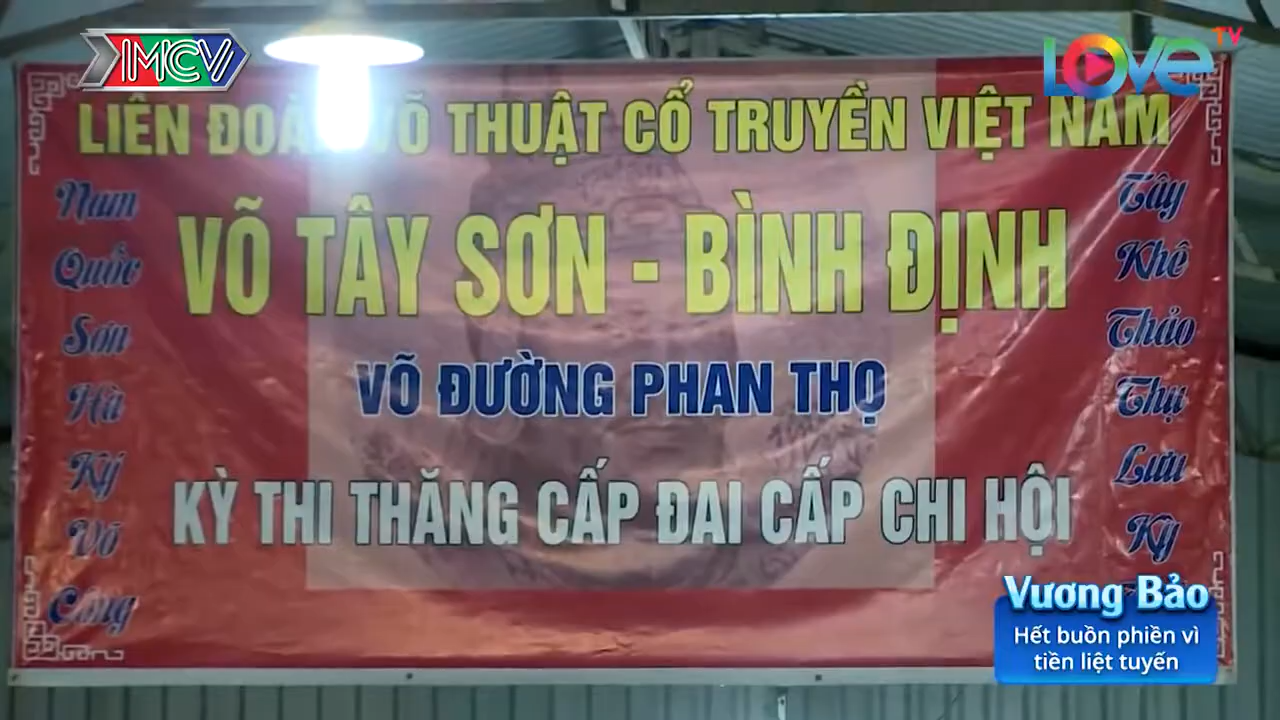 MCV
LOVE TV
LIÊN ĐOÀN VÕ THUẬT CỔ TRUYỀN VIỆT NAM
VÕ TÂY SƠN - BÌNH ĐỊNH
VÕ ĐƯỜNG PHAN THỌ
KỲ THI THĂNG CẤP ĐAI CẤP CHI HỘI
Nam
Quốc
Sơn
Hà
Ký
Võ
Công
Tây
Khê
Thảo
Thụ
Lưu
Kỳ
Vương Bảo
Hết buồn phiền vì
tiền liệt tuyến